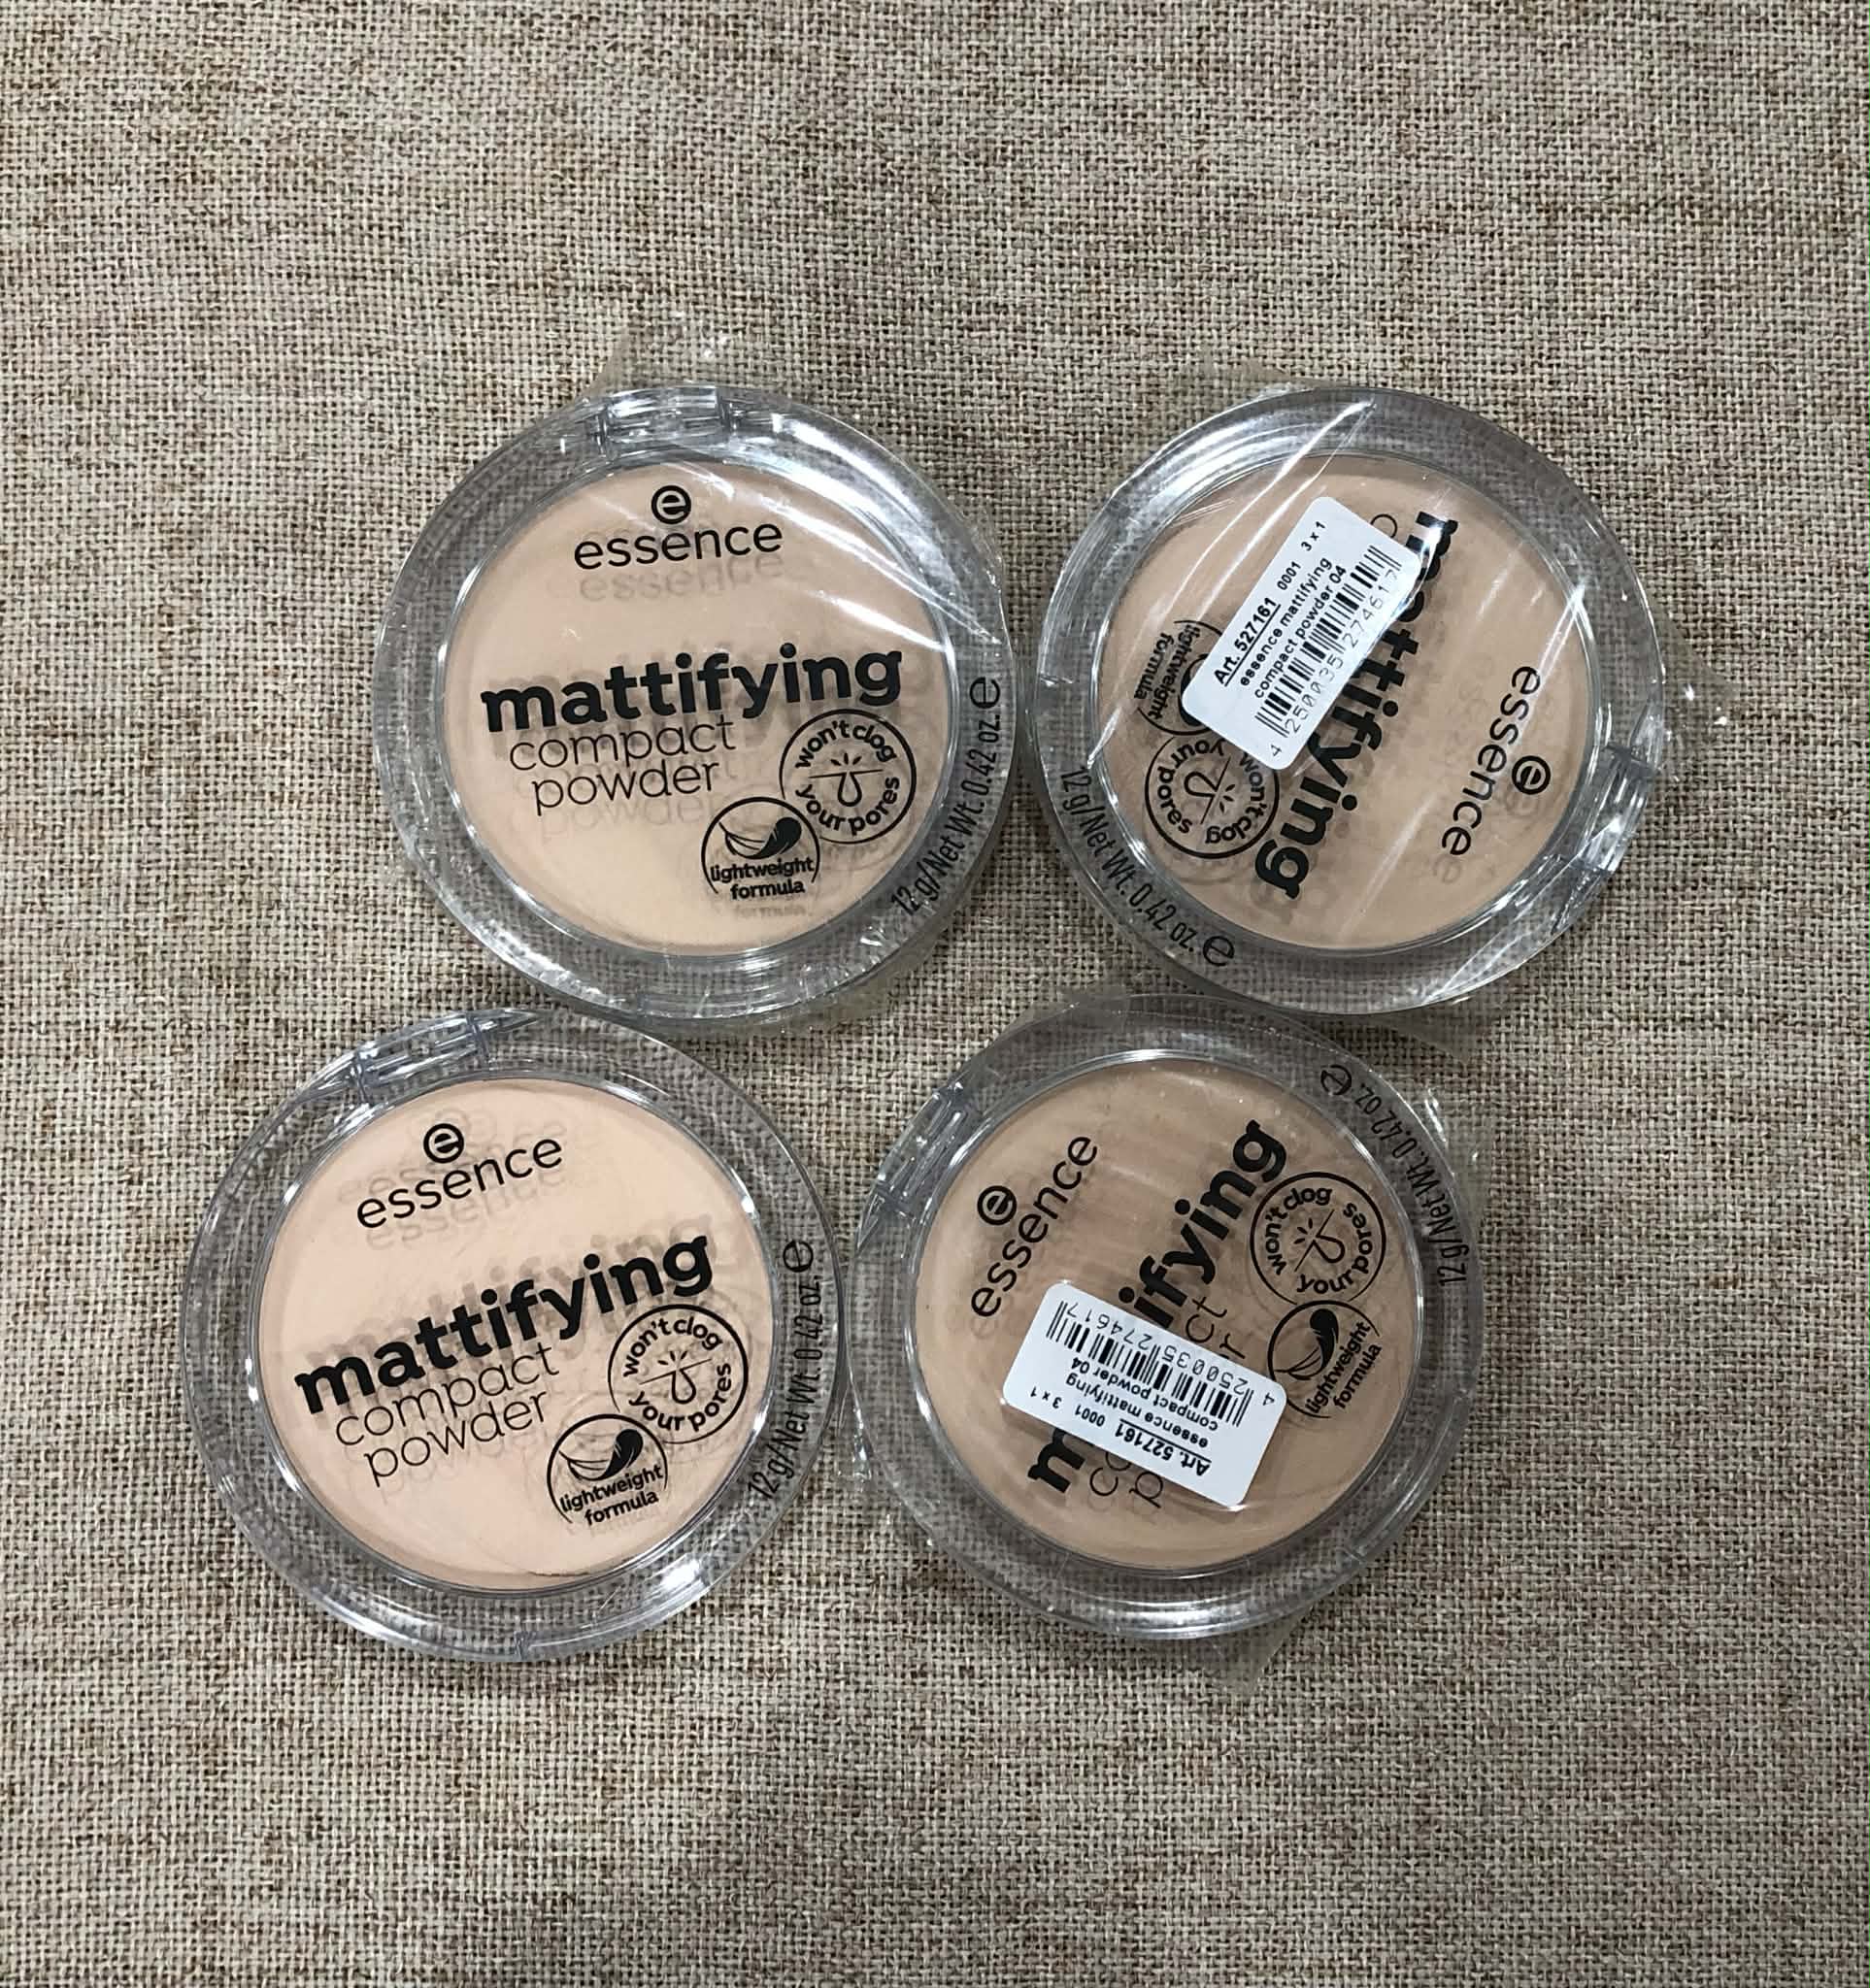 e
essence
mattifying
compact
powder
won't clog
your pores
lightweight
formula
12 g/Net Wt. 0.42 oz. e
Art. 527161 0001 3 x 1
essence mattifying
compact powder 04
4 250035 274617
mattifying
won't clog
your pores
lightweight
formula
e
essence
12 g/Net Wt. 0.42 oz. e
e
essence
mattifying
compact
powder
won't clog
your pores
lightweight
formula
12 g/Net Wt. 0.42 oz. e
e
essence
ifying
won't clog
your pores
lightweight
formula
12 g/Net Wt. 0.42 oz. e
Art. 527161 0001 3 x 1
essence mattifying
compact powder 04
4 250035 274617